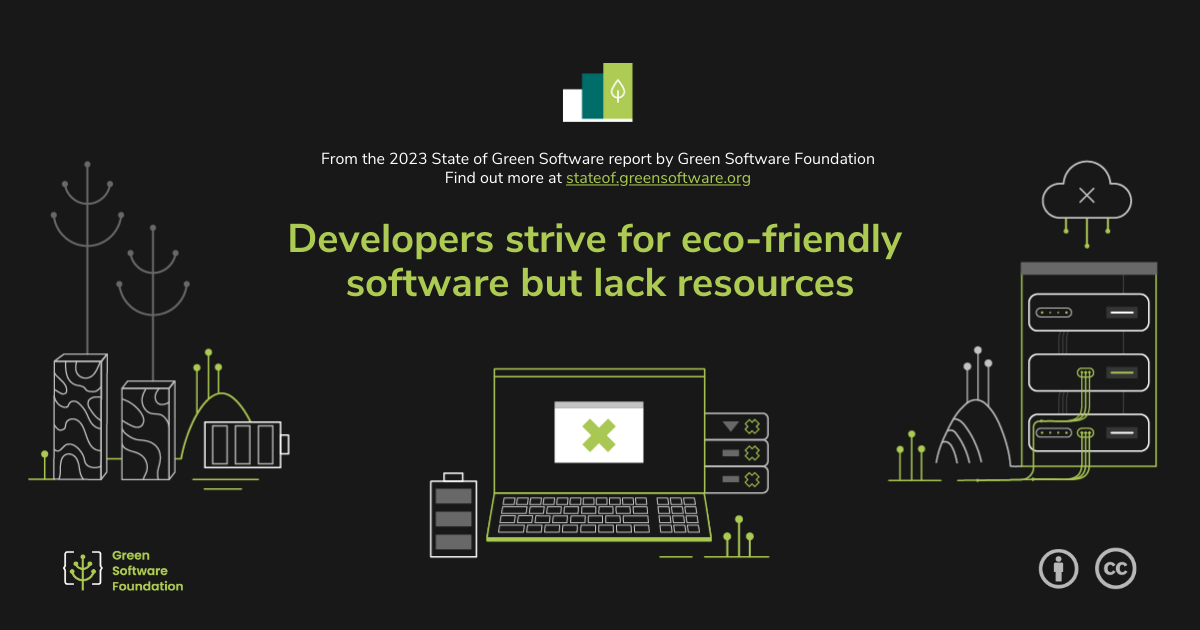 From the 2023 State of Green Software report by Green Software Foundation
Find out more at stateof.greensoftware.org
Developers strive for eco-friendly
software but lack resources
Green
Software
Foundation
cc